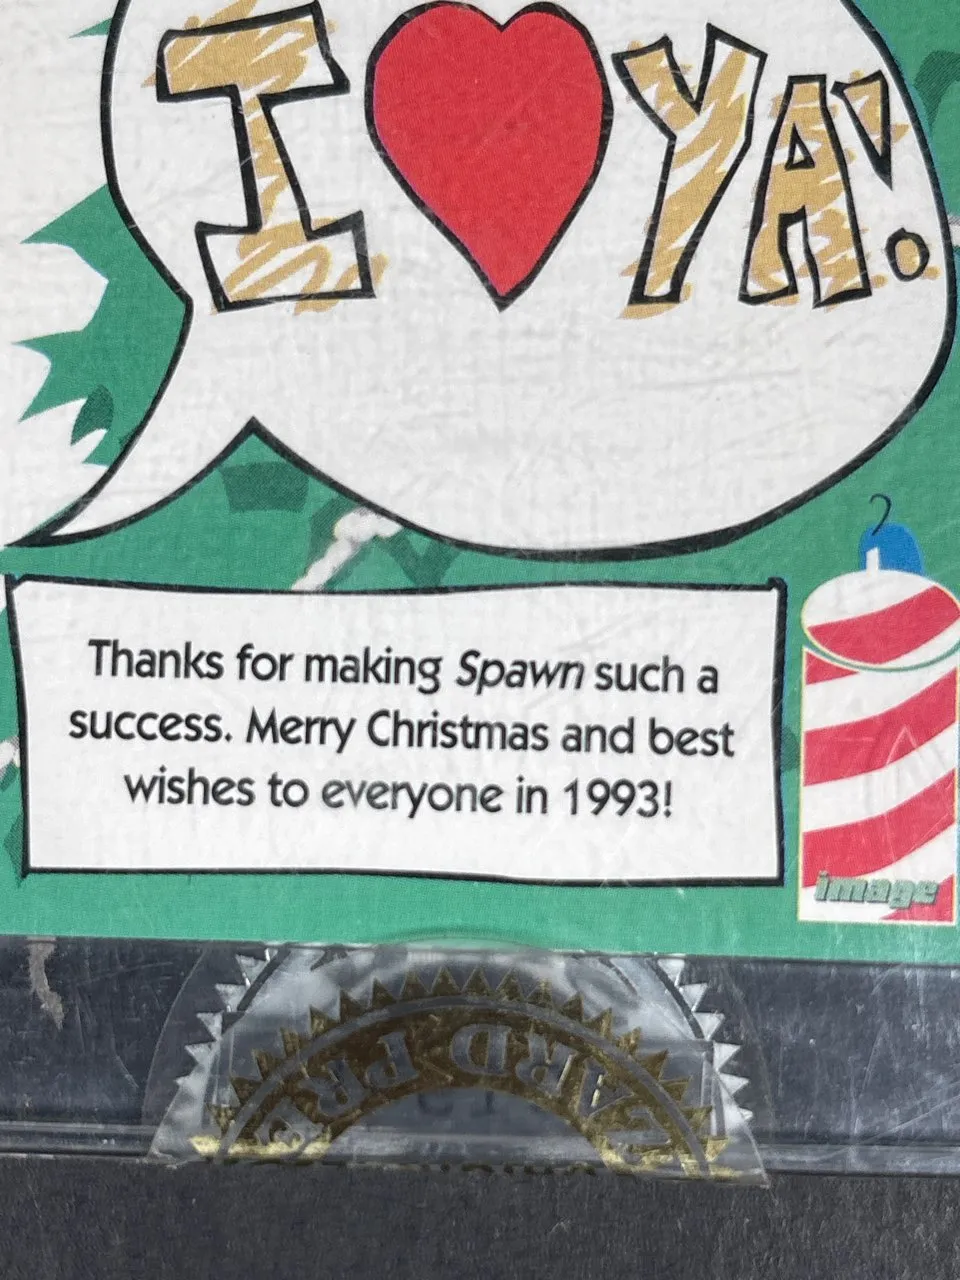 I ♥ YA!
Thanks for making Spawn such a
success. Merry Christmas and best
wishes to everyone in 1993!
image